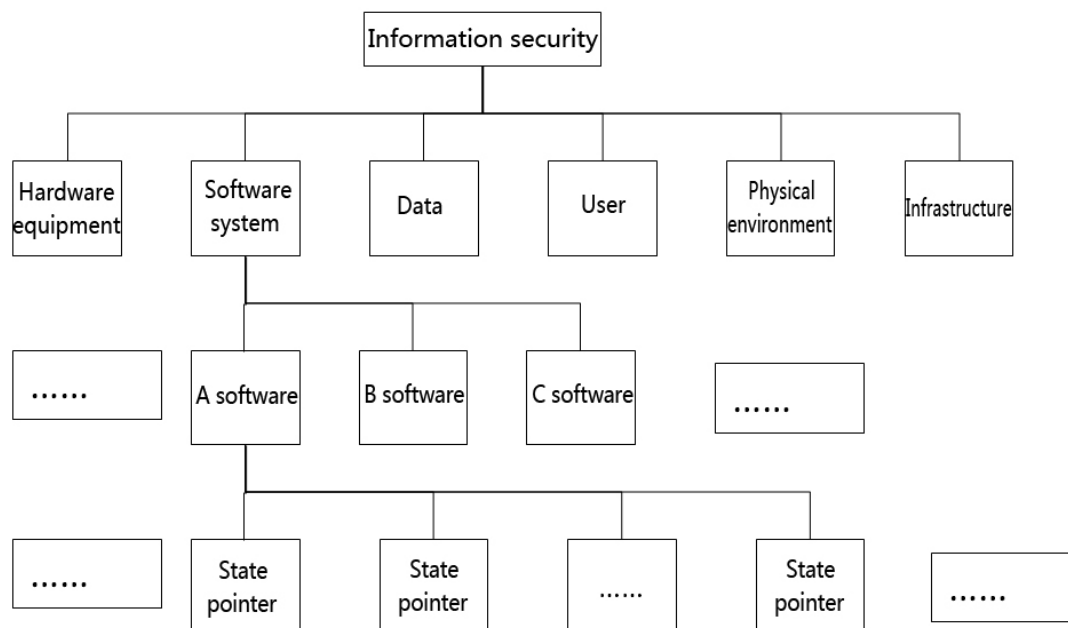 Information security
Hardware
equipment
Software
system
Data
User
Physical
environment
Infrastructure
......
A software
B software
C software
......
......
State
pointer
State
pointer
......
State
pointer
......